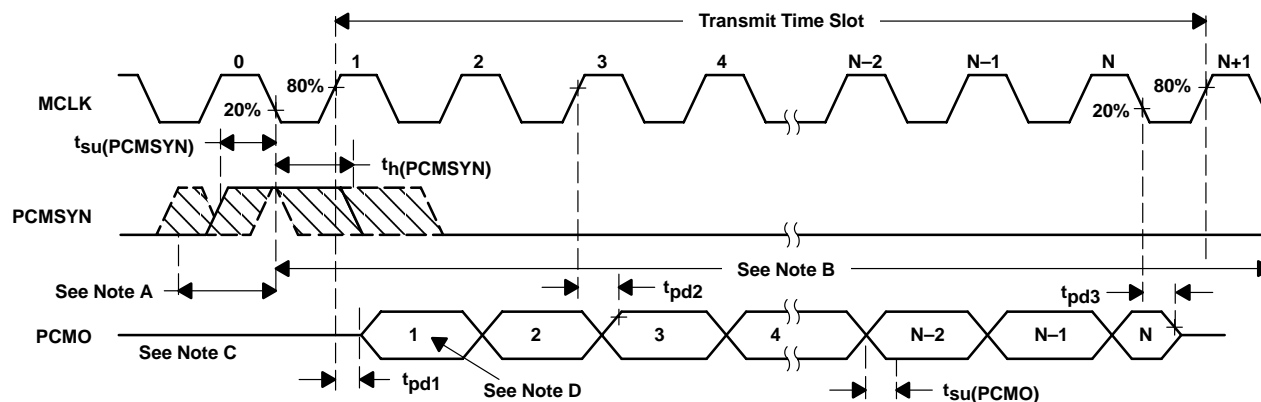 Transmit Time Slot
0 1 2 3 4 N–2 N–1 N N+1
80% 80%
MCLK
20% 20%
tsu(PCMSYN)
th(PCMSYN)
PCMSYN
See Note B
See Note A
tpd2
tpd3
PCMO
1 2 3 4 N–2 N–1 N
See Note C
tpd1
See Note D
tsu(PCMO)